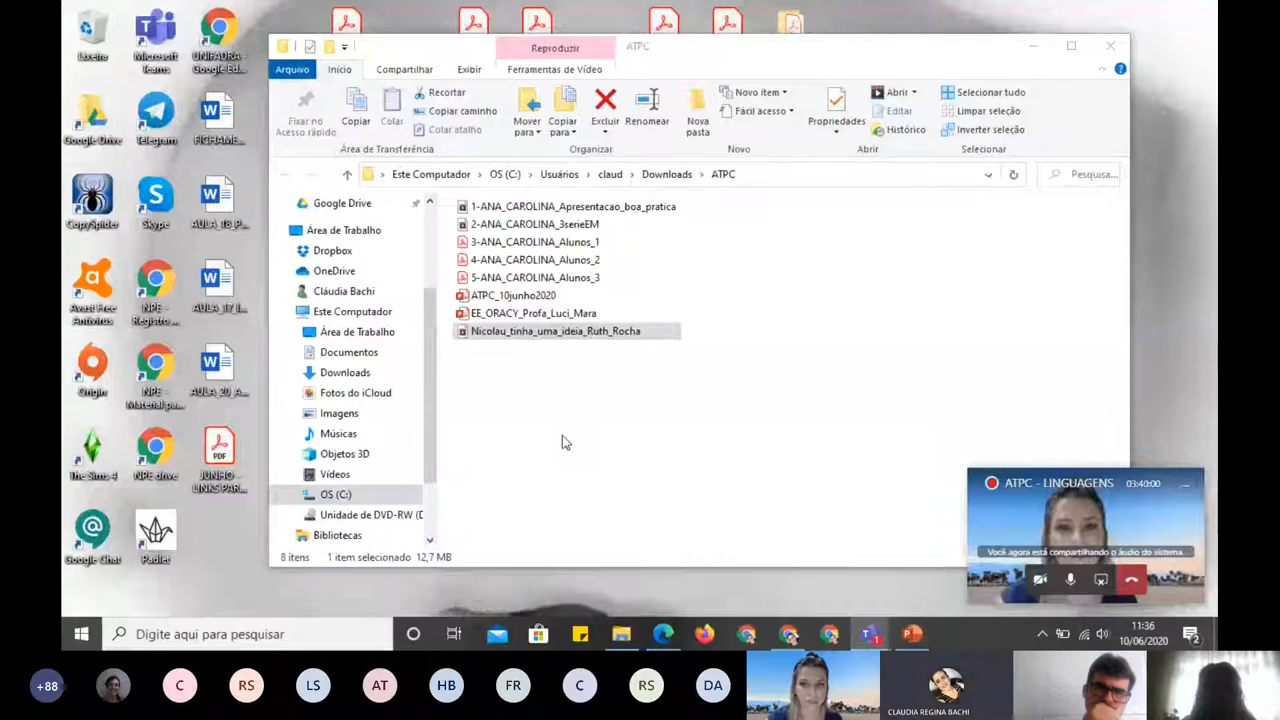 Lixeira
Microsoft Teams
UNIFADRA - Google Ed...
Google Drive
Telegram
FICHAME...
CopySpider
Skype
AULA_18_P...
Avast Free Antivirus
NPE - Registro ...
AULA_17_I...
Origin
NPE - Material pa...
AULA_20_A...
The Sims 4
NPE drive
PDF
JUNHO - LINKS PAR...
Google Chat
Padlet
Reproduzir
ATPC
Arquivo
Início
Compartilhar
Exibir
Ferramentas de Vídeo
Fixar no Acesso rápido
Copiar
Colar
Recortar
Copiar caminho
Colar atalho
Área de Transferência
Mover para
Copiar para
Excluir
Renomear
Organizar
Nova pasta
Novo item
Fácil acesso
Novo
Propriedades
Abrir
Editar
Histórico
Abrir
Selecionar tudo
Limpar seleção
Inverter seleção
Selecionar
Este Computador > OS (C:) > Usuários > claud > Downloads > ATPC
Pesquisa...
Google Drive
Área de Trabalho
Dropbox
OneDrive
Cláudia Bachi
Este Computador
Área de Trabalho
Documentos
Downloads
Fotos do iCloud
Imagens
Músicas
Objetos 3D
Vídeos
OS (C:)
Unidade de DVD-RW (D
Bibliotecas
1-ANA_CAROLINA_Apresentacao_boa_pratica
2-ANA_CAROLINA_3serieEM
3-ANA_CAROLINA_Alunos_1
4-ANA_CAROLINA_Alunos_2
5-ANA_CAROLINA_Alunos_3
ATPC_10junho2020
EE_ORACY_Profa_Luci_Mara
Nicolau_tinha_uma_ideia_Ruth_Rocha
8 itens 1 item selecionado 12,7 MB
ATPC - LINGUAGENS 03:40:00
Você agora está compartilhando o áudio do sistema
Digite aqui para pesquisar
1
11:36
10/06/2020
2
+88
C
RS
LS
AT
HB
FR
C
RS
DA
CLAUDIA REGINA BACHI